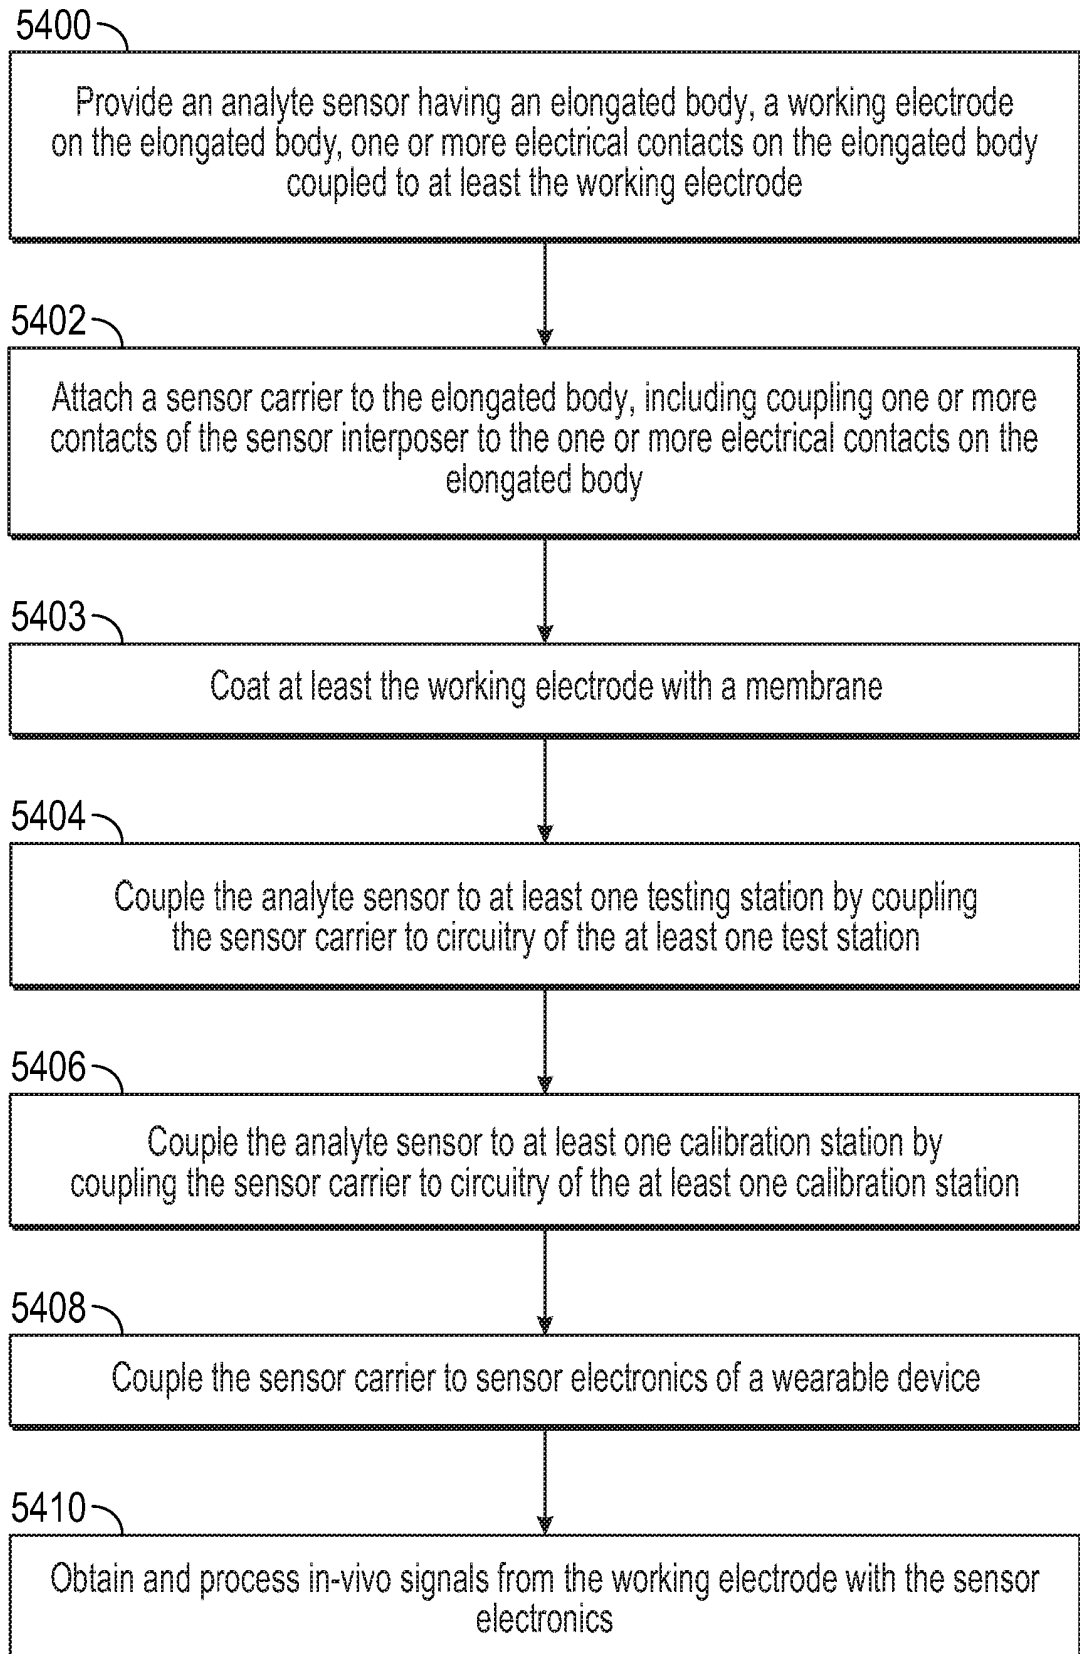 5400
Provide an analyte sensor having an elongated body, a working electrode
on the elongated body, one or more electrical contacts on the elongated body
coupled to at least the working electrode
5402
Attach a sensor carrier to the elongated body, including coupling one or more
contacts of the sensor interposer to the one or more electrical contacts on the
elongated body
5403
Coat at least the working electrode with a membrane
5404
Couple the analyte sensor to at least one testing station by coupling
the sensor carrier to circuitry of the at least one test station
5406
Couple the analyte sensor to at least one calibration station by
coupling the sensor carrier to circuitry of the at least one calibration station
5408
Couple the sensor carrier to sensor electronics of a wearable device
5410
Obtain and process in-vivo signals from the working electrode with the sensor
electronics